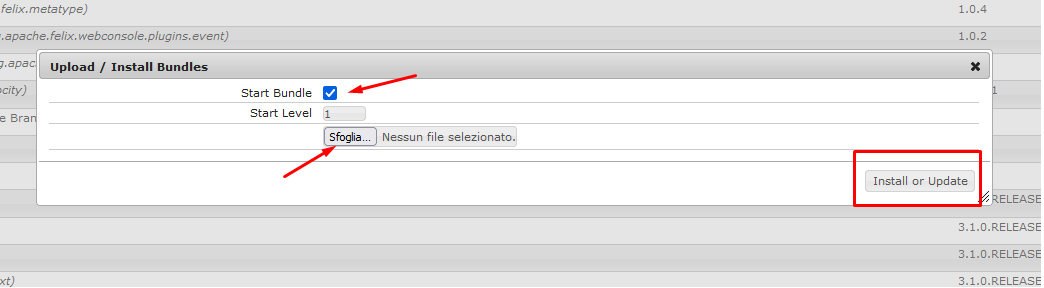 .felix.metatype) 1.0.4
g.apache.felix.webconsole.plugins.event) 1.0.2
g.apac
Upload / Install Bundles ✖
ocity) 1
Start Bundle
Start Level 1
e Bran
Sfoglia... Nessun file selezionato.
Install or Update
RELEASE
3.1.0.RELEASE
3.1.0.RELEASE
xt) 3.1.0.RELEASE